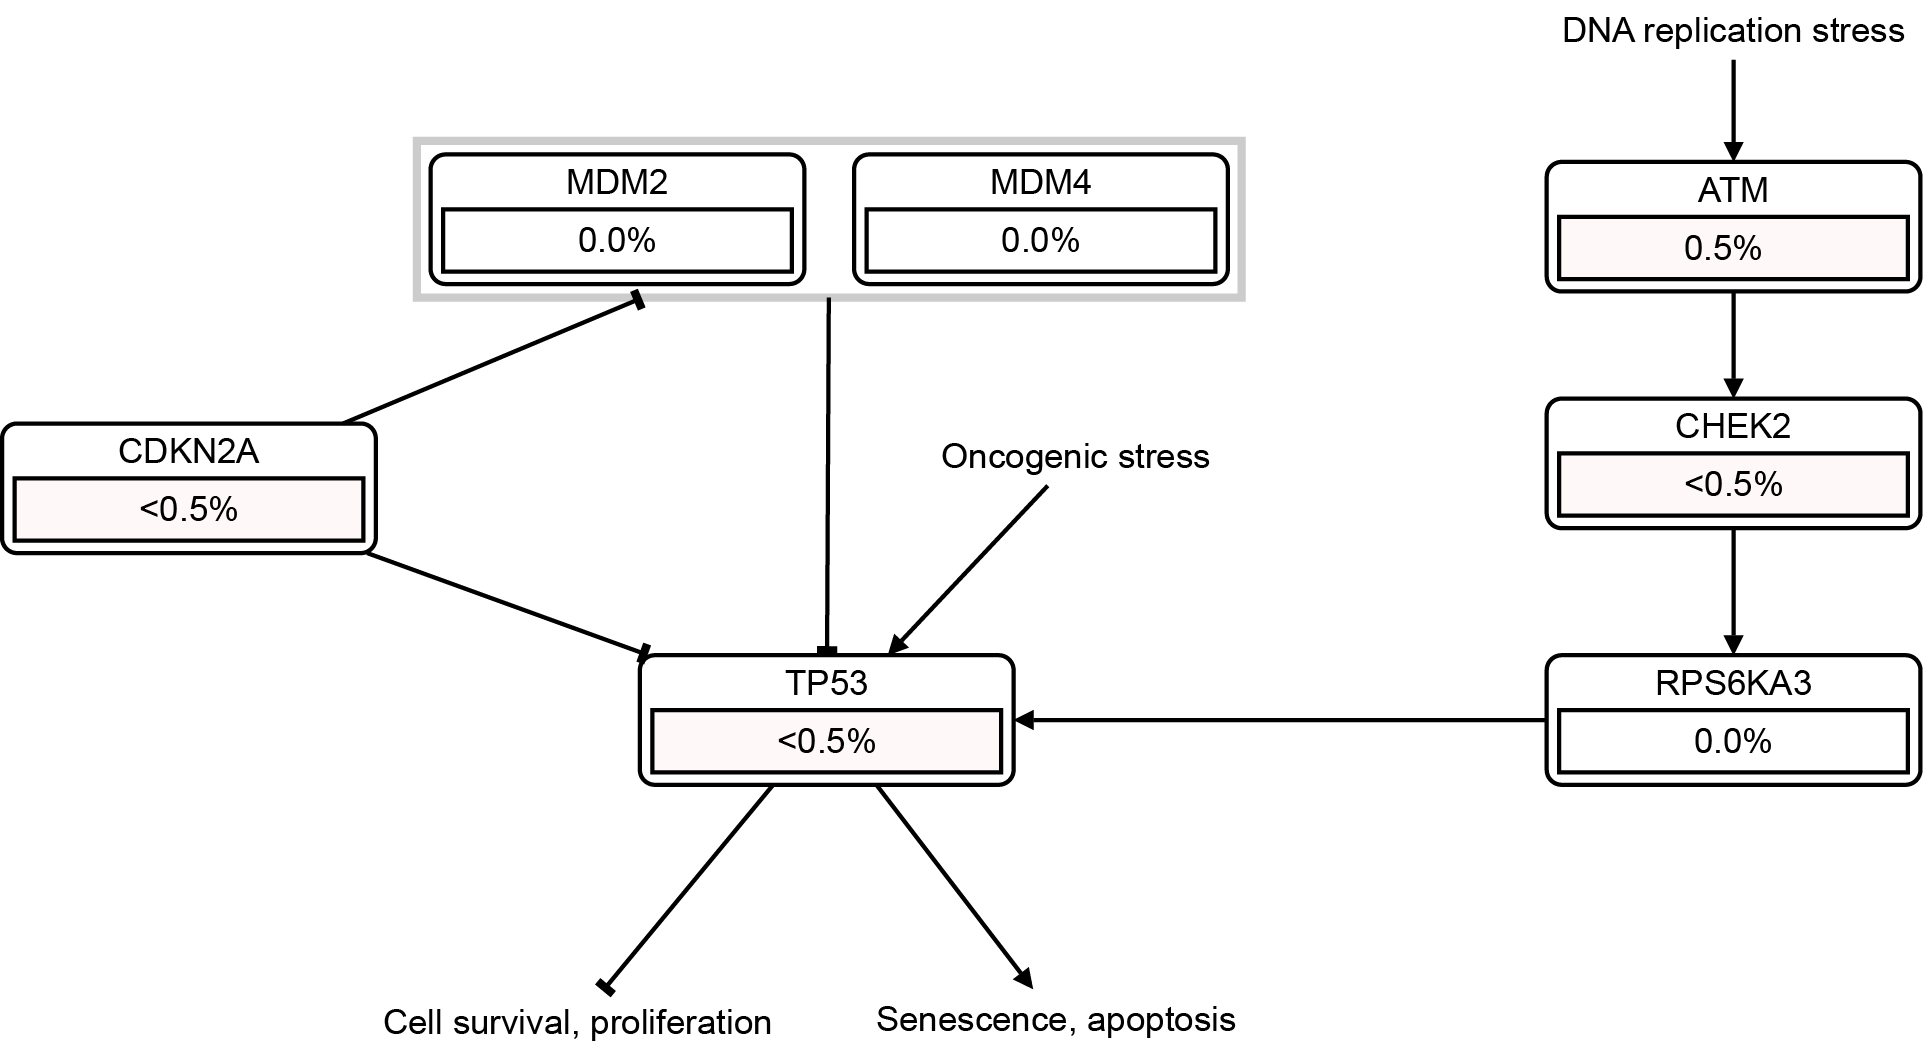 DNA replication stress
MDM2
0.0%
MDM4
0.0%
ATM
0.5%
CDKN2A
<0.5%
Oncogenic stress
CHEK2
<0.5%
TP53
<0.5%
RPS6KA3
0.0%
Cell survival, proliferation
Senescence, apoptosis